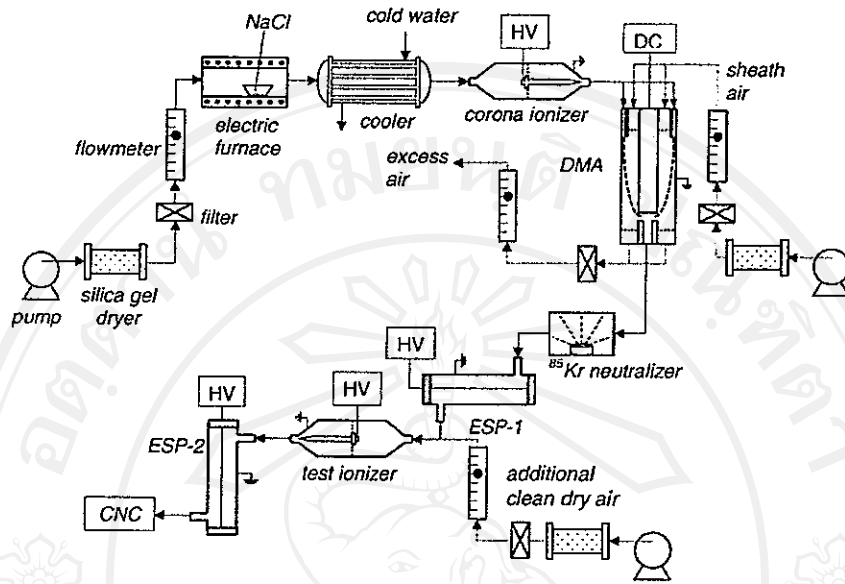 NaCl
cold water
HV
DC
sheath
air
electric
furnace
cooler
corona ionizer
flowmeter
excess
air
DMA
filter
pump
silica gel
dryer
HV
85Kr neutralizer
HV
HV
ESP-1
ESP-2
test ionizer
additional
clean dry air
CNC